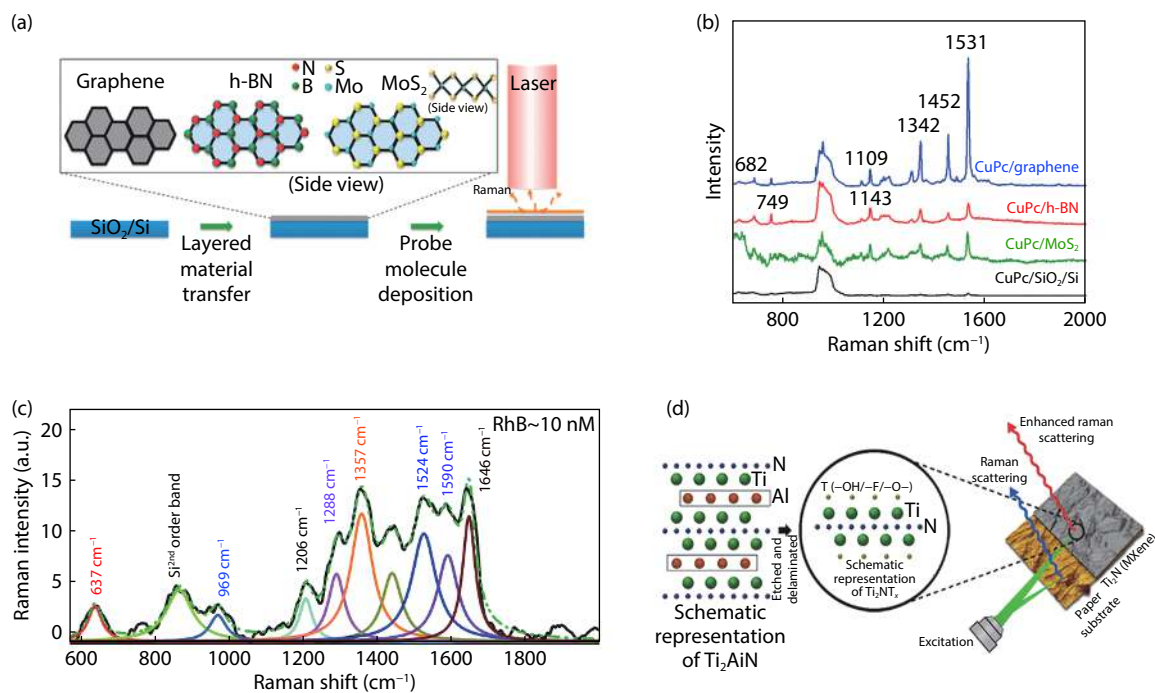 (a)
Graphene
h-BN
N
B
S
Mo
MoS₂
(Side view)
(Side view)
Laser
Raman
SiO₂/Si
Layered
material
transfer
Probe
molecule
deposition
(b)
Intensity
682
749
1109
1143
1342
1452
1531
CuPc/graphene
CuPc/h-BN
CuPc/MoS₂
CuPc/SiO₂/Si
800
1200
1600
2000
Raman shift (cm⁻¹)
(c)
RhB~10 nM
Raman intensity (a.u.)
20
15
10
5
0
637 cm⁻¹
Si²ⁿᵈ order band
969 cm⁻¹
1206 cm⁻¹
1288 cm⁻¹
1357 cm⁻¹
1524 cm⁻¹
1590 cm⁻¹
1646 cm⁻¹
600
800
1000
1200
1400
1600
1800
Raman shift (cm⁻¹)
(d)
N
Ti
Al
Schematic
representation
of Ti₂AiN
Etched and
delaminated
T (–OH/–F/–O–)
Ti
N
Schematic
representation
of Ti₂NTₓ
Enhanced raman
scattering
Raman
scattering
Excitation
Paper
substrate
Ti₂N (MXene)